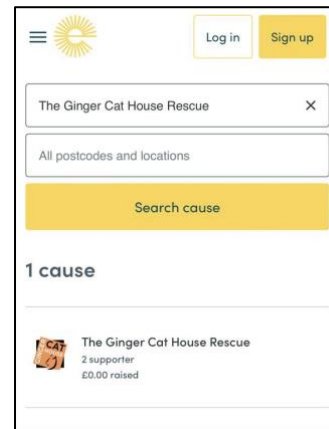 Log in
Sign up
The Ginger Cat House Rescue
All postcodes and locations
Search cause
1 cause
CAT
The Ginger Cat House Rescue
2 supporter
£0.00 raised